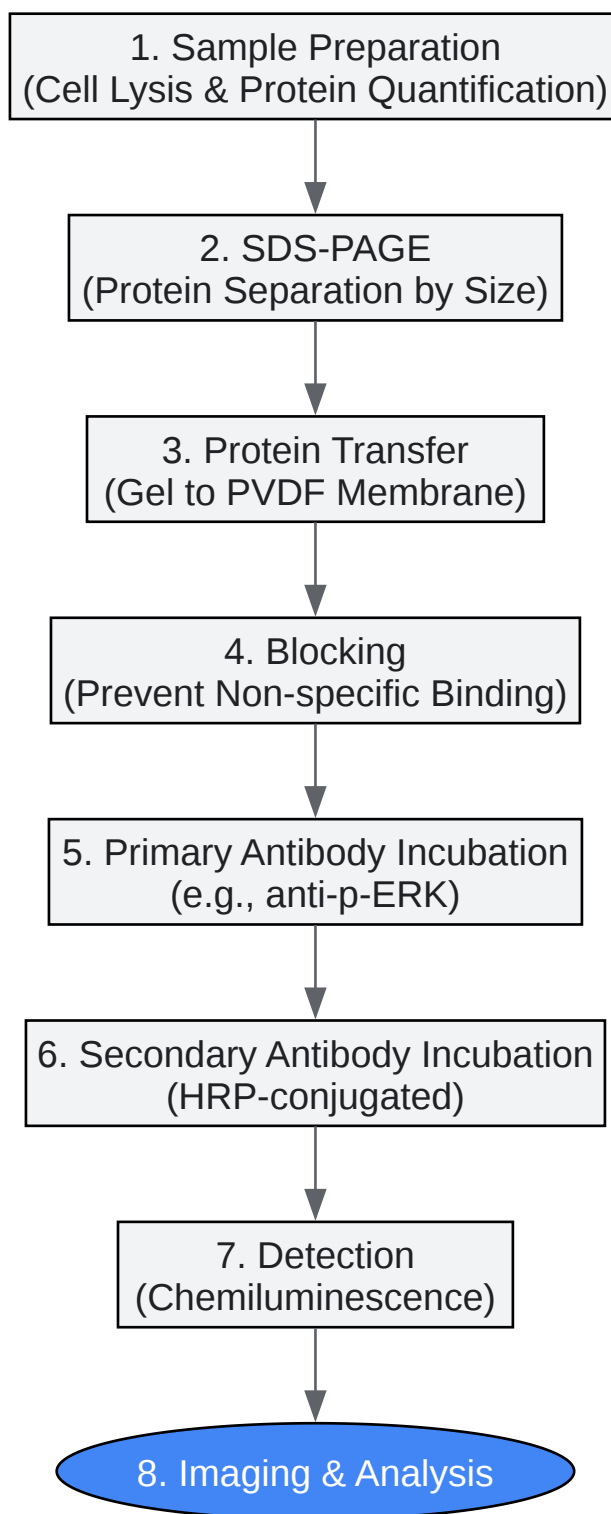 1. Sample Preparation
(Cell Lysis & Protein Quantification)
2. SDS-PAGE
(Protein Separation by Size)
3. Protein Transfer
(Gel to PVDF Membrane)
4. Blocking
(Prevent Non-specific Binding)
5. Primary Antibody Incubation
(e.g., anti-p-ERK)
6. Secondary Antibody Incubation
(HRP-conjugated)
7. Detection
(Chemiluminescence)
8. Imaging & Analysis